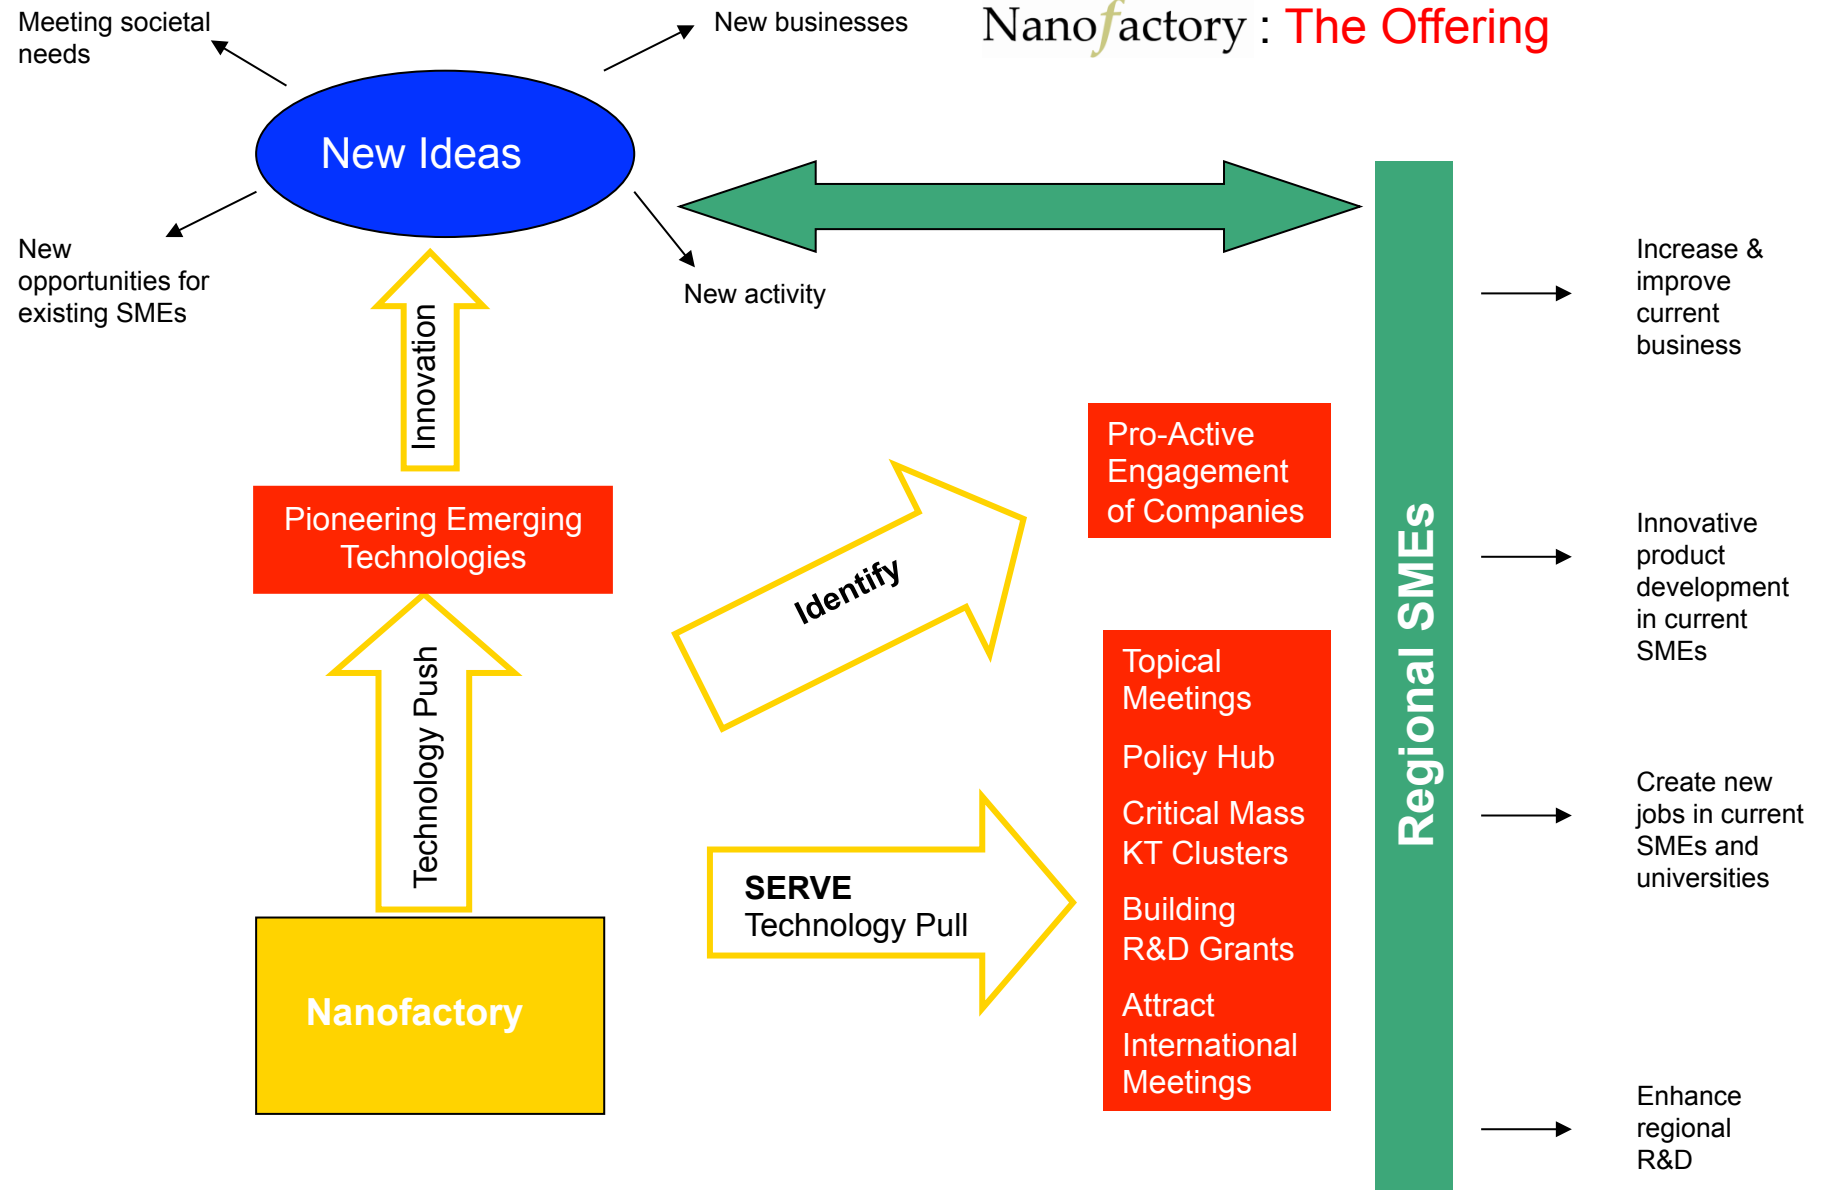 Meeting societal
needs
New businesses
Nanofactory : The Offering
New Ideas
New
opportunities for
existing SMEs
New activity
Innovation
Pioneering Emerging
Technologies
Technology Push
Nanofactory
Identify
SERVE
Technology Pull
Pro-Active
Engagement
of Companies
Topical
Meetings
Policy Hub
Critical Mass
KT Clusters
Building
R&D Grants
Attract
International
Meetings
Regional SMEs
Increase &
improve
current
business
Innovative
product
development
in current
SMEs
Create new
jobs in current
SMEs and
universities
Enhance
regional
R&D